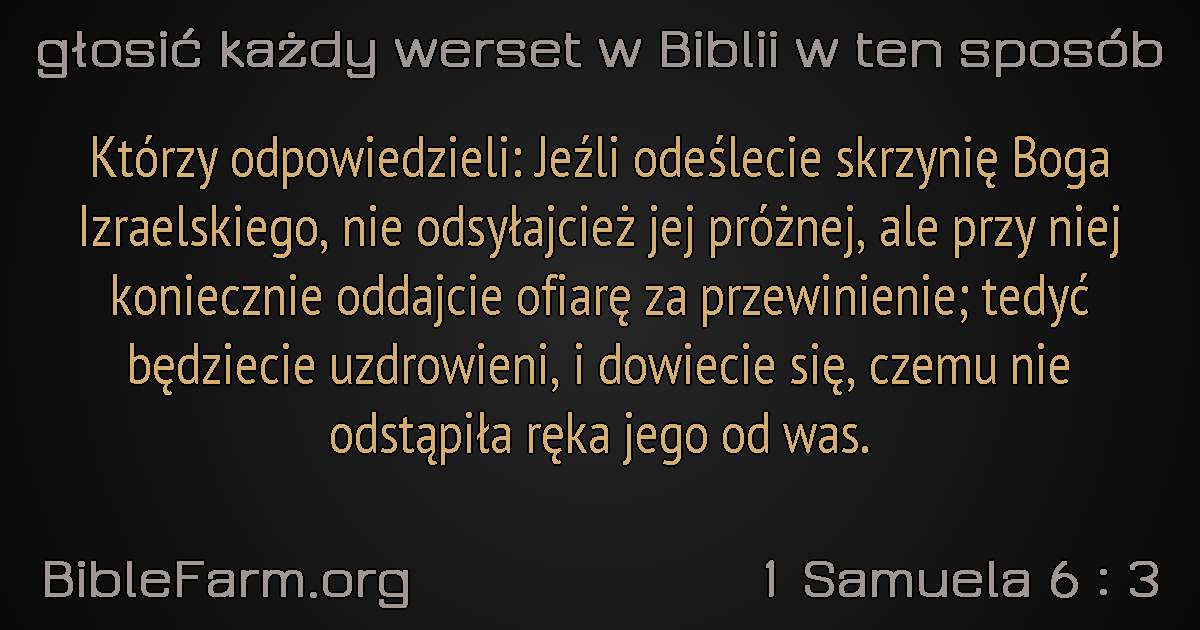 głosić każdy werset w Biblii w ten sposób
Którzy odpowiedzieli: Jeźli odeślecie skrzynię Boga
Izraelskiego, nie odsyłajcież jej próżnej, ale przy niej
koniecznie oddajcie ofiarę za przewinienie; tedyć
będziecie uzdrowieni, i dowiecie się, czemu nie
odstąpiła ręka jego od was.
BibleFarm.org
1 Samuela 6 : 3